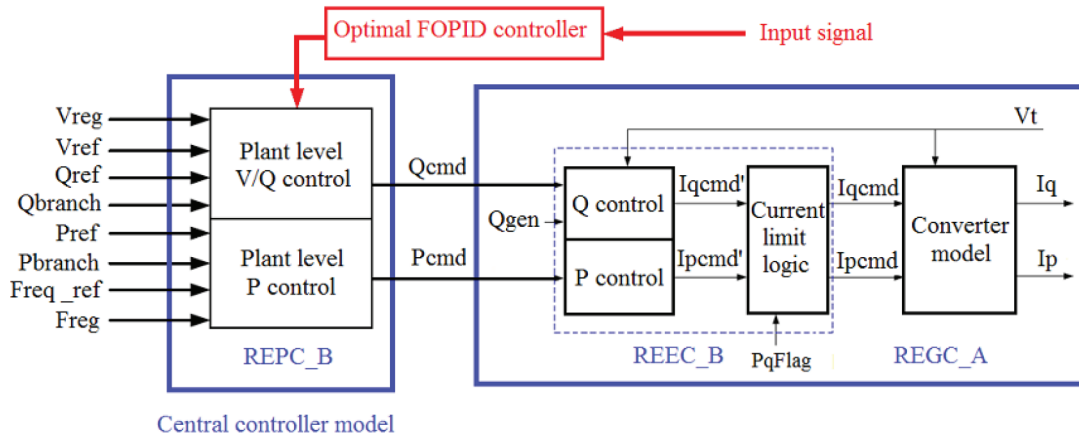 Optimal FOPID controller
Input signal
Vreg
Vref
Qref
Qbranch
Pref
Pbranch
Freq _ref
Freg
Plant level
V/Q control
Plant level
P control
REPC_B
Central controller model
Qcmd
Pcmd
Qgen
Vt
Q control
P control
Iqcmd'
Ipcmd'
Current
limit
logic
PqFlag
REEC_B
Iqcmd
Ipcmd
Converter
model
REGC_A
Iq
Ip